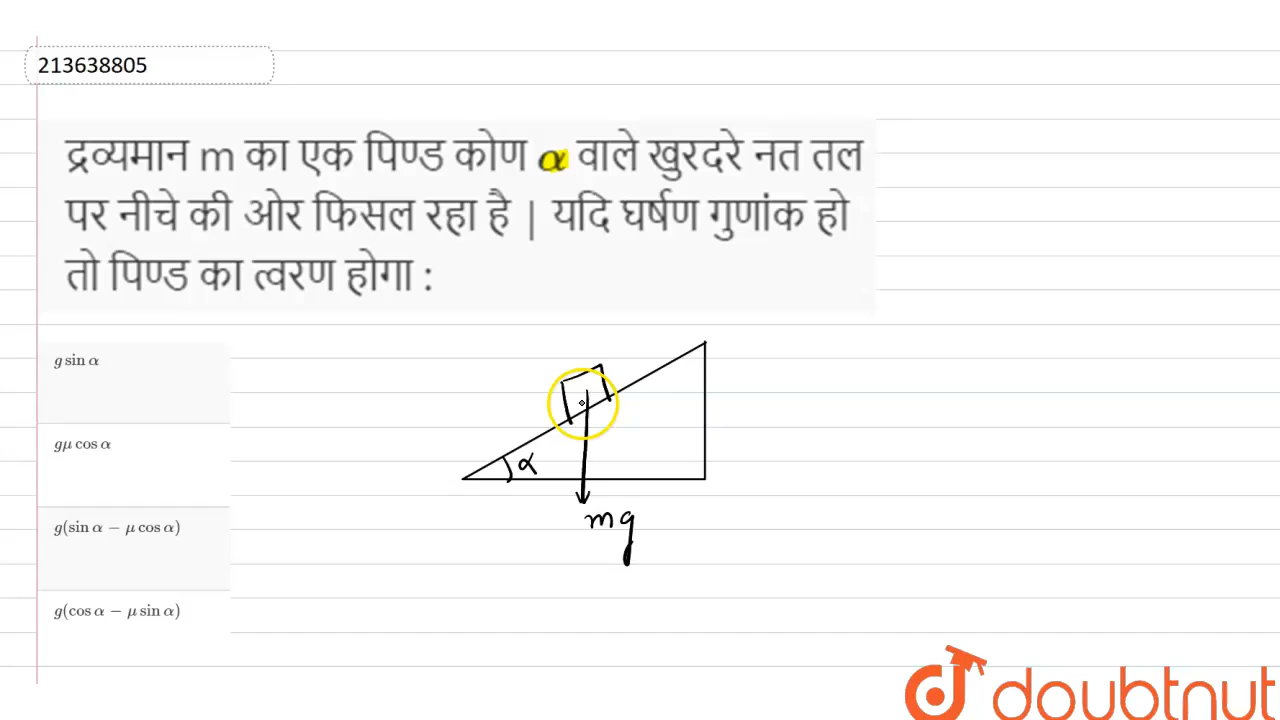 213638805
द्रव्यमान m का एक पिण्ड कोण α वाले खुरदरे नत तल
पर नीचे की ओर फिसल रहा है | यदि घर्षण गुणांक हो
तो पिण्ड का त्वरण होगा :
g sin α
gμ cos α
g(sin α − μ cos α)
g(cos α − μ sin α)
α
mg
doubtnut